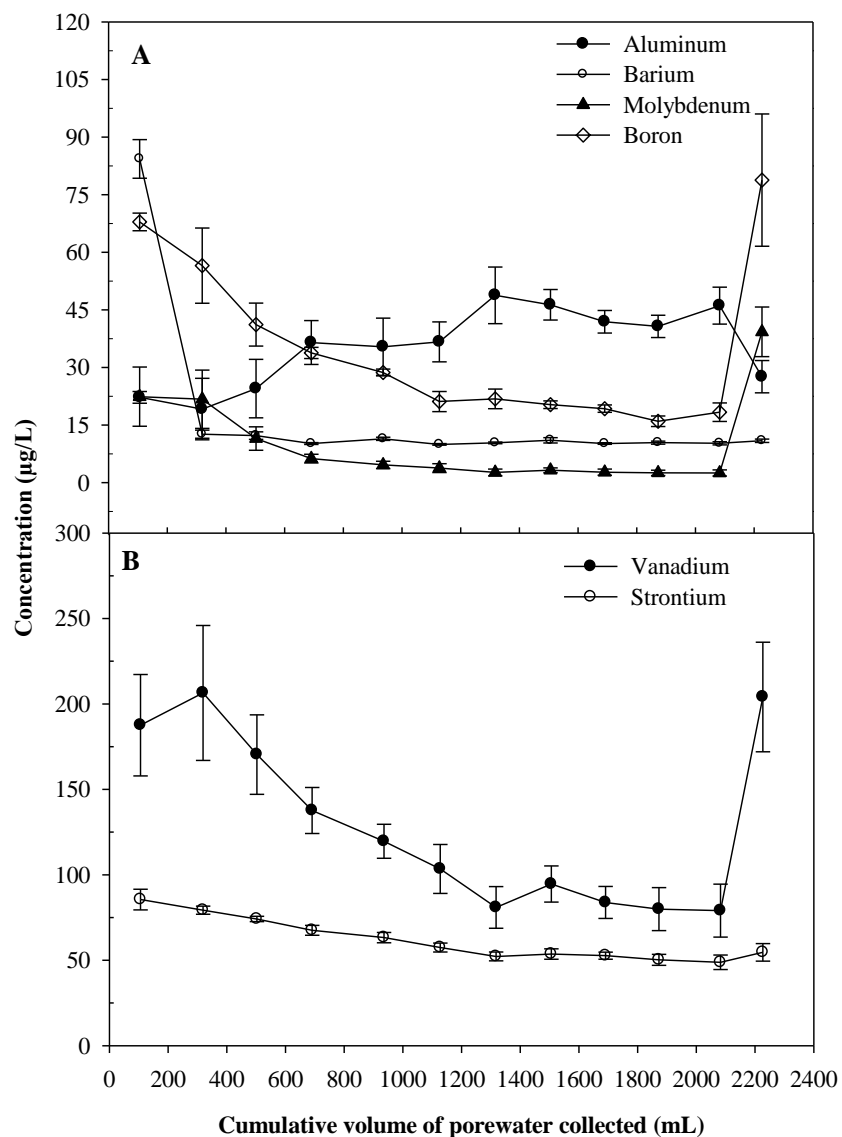 120
A
Aluminum
105
Barium
Molybdenum
90
Boron
75
60
45
30
15
0
Concentration (µg/L)
300
B
Vanadium
Strontium
250
200
150
100
50
0
0 200 400 600 800 1000 1200 1400 1600 1800 2000 2200 2400
Cumulative volume of porewater collected (mL)